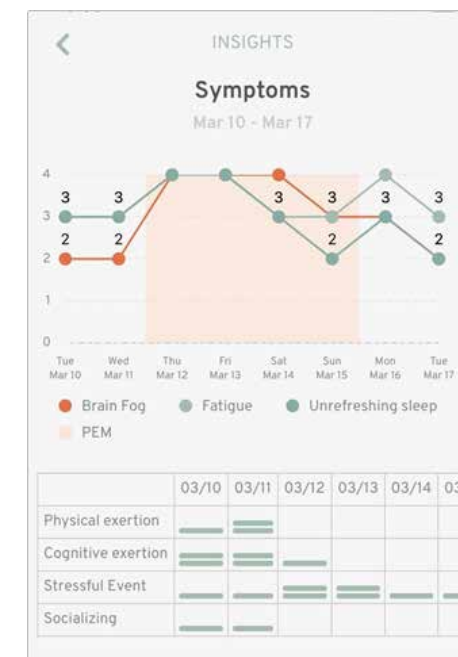 INSIGHTS
Symptoms
Mar 10 - Mar 17
4
3 3 3 3 3 3
3
2 2 2 2
2
1
0
Tue Wed Thu Fri Sat Sun Mon Tue
Mar 10 Mar 11 Mar 12 Mar 13 Mar 14 Mar 15 Mar 16 Mar 17
Brain Fog Fatigue Unrefreshing sleep
PEM
03/10 03/11 03/12 03/13 03/14 03
Physical exertion
Cognitive exertion
Stressful Event
Socializing